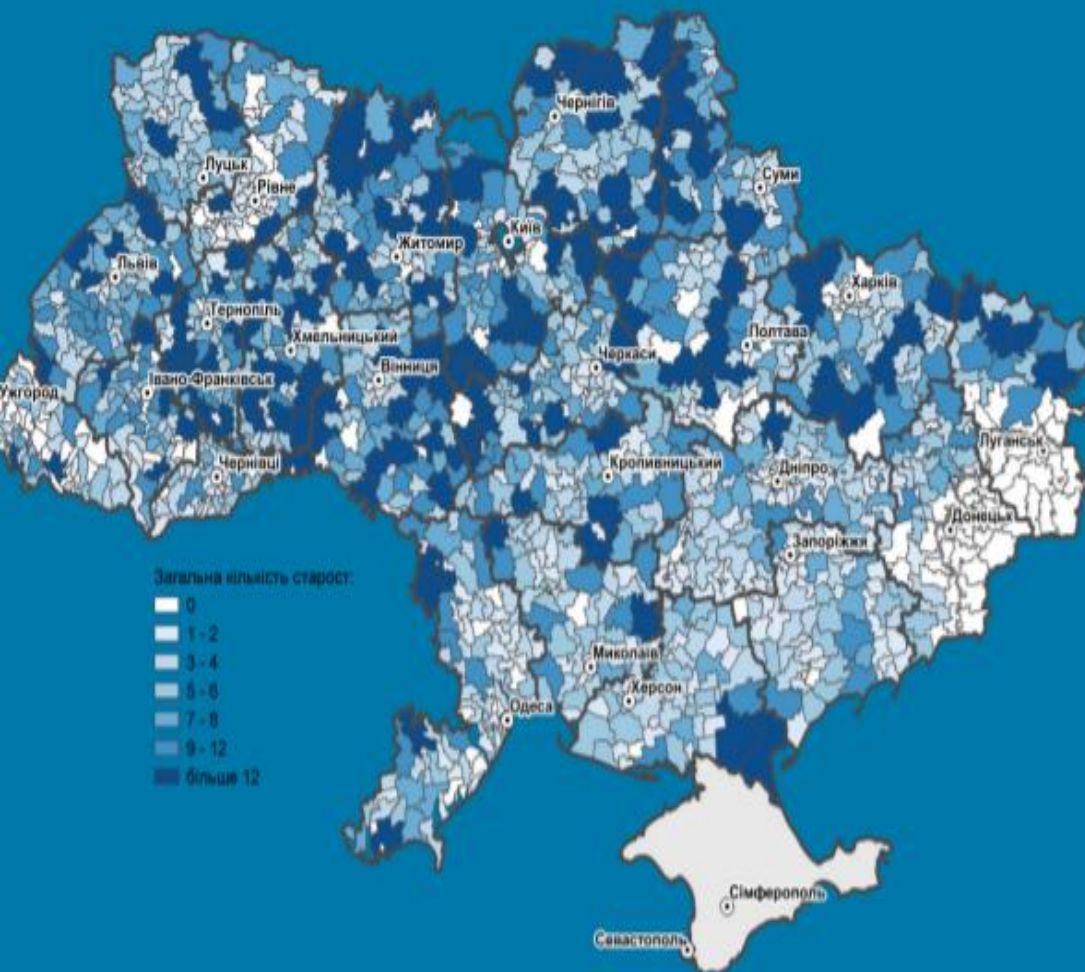 Чернігів
Луцьк
Рівне
Суми
Київ
Житомир
Львів
Харків
Тернопіль
Хмельницький
Полтава
Черкаси
Вінниця
Ужгород
Івано-Франківськ
Луганськ
Чернівці
Кропивницький
Дніпро
Донецьк
Запоріжжя
Загальна кількість старост:
0
1 - 2
3 - 4
5 - 6
7 - 8
9 - 12
більше 12
Миколаїв
Херсон
Одеса
Сімферополь
Севастополь